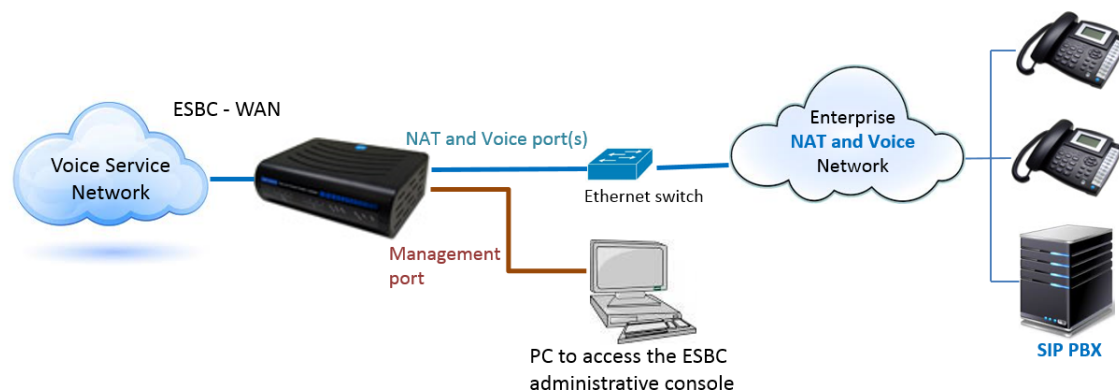 ESBC - WAN
Voice Service
Network
NAT and Voice port(s)
Ethernet switch
Management
port
PC to access the ESBC
administrative console
Enterprise
NAT and Voice
Network
SIP PBX